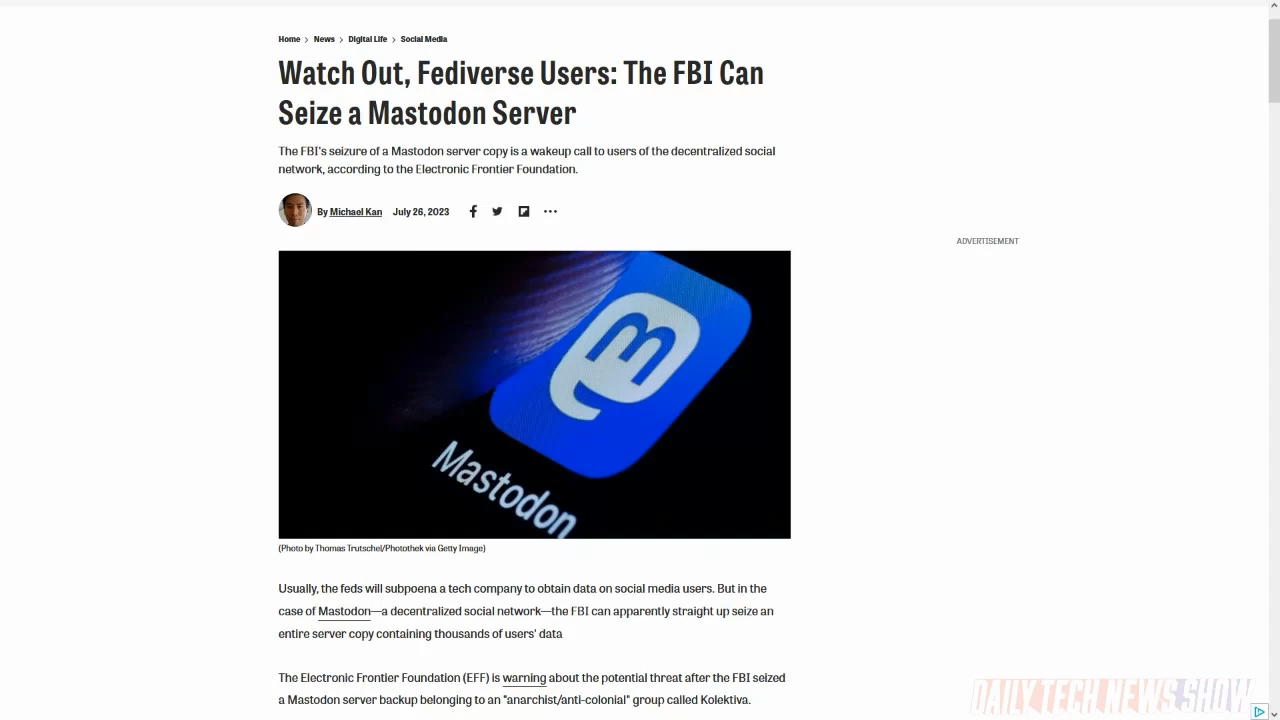 Home > News > Digital Life > Social Media
Watch Out, Fediverse Users: The FBI Can
Seize a Mastodon Server
The FBI's seizure of a Mastodon server copy is a wakeup call to users of the decentralized social
network, according to the Electronic Frontier Foundation.
By Michael Kan July 26, 2023
ADVERTISEMENT
Mastodon
(Photo by Thomas Trutschel/Photothek via Getty Image)
Usually, the feds will subpoena a tech company to obtain data on social media users. But in the
case of Mastodon—a decentralized social network—the FBI can apparently straight up seize an
entire server copy containing thousands of users' data
The Electronic Frontier Foundation (EFF) is warning about the potential threat after the FBI seized
a Mastodon server backup belonging to an "anarchist/anti-colonial" group called Kolektiva.
DAILY TECH NEWS SHOW